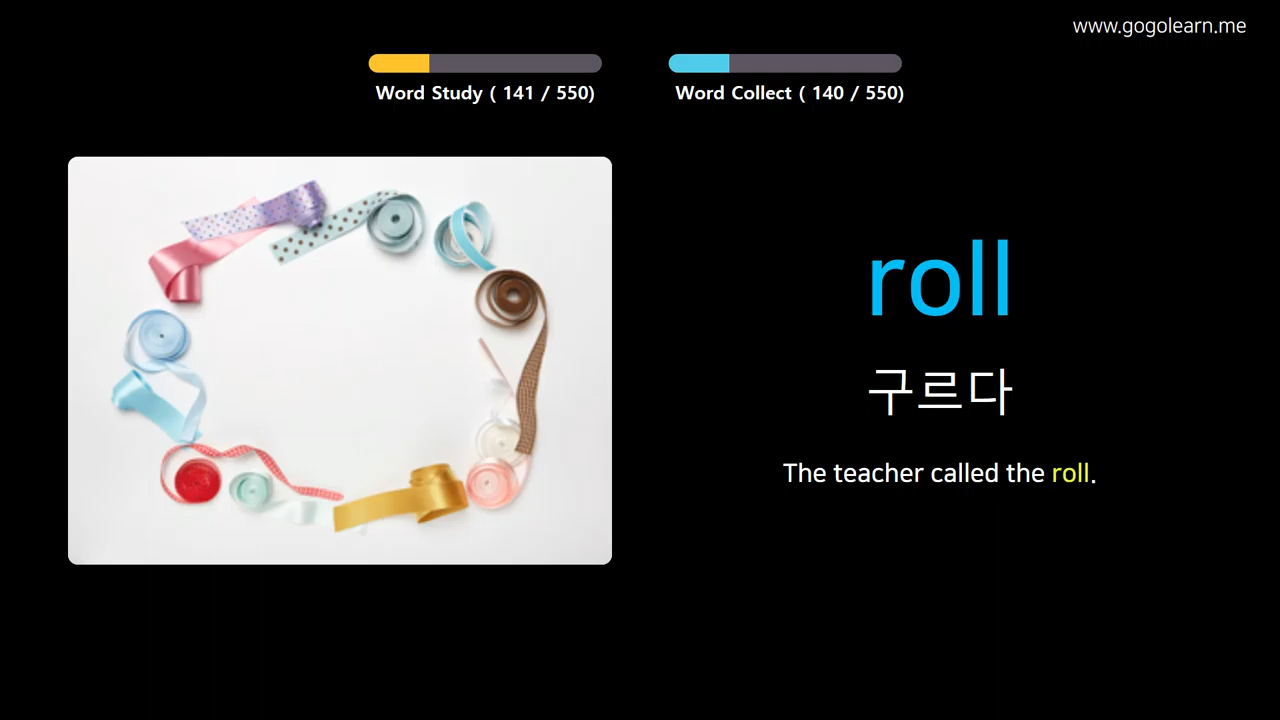 www.gogolearn.me
Word Study ( 141 / 550)
Word Collect ( 140 / 550)
roll
구르다
The teacher called the roll.